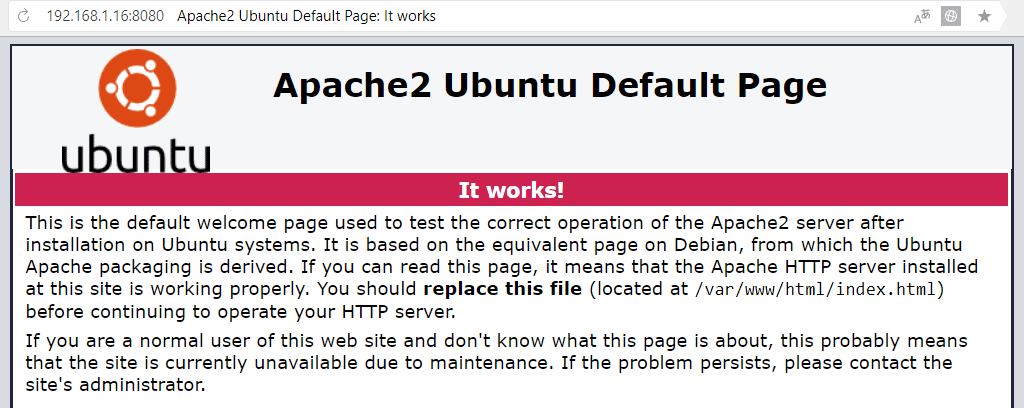 192.168.1.16:8080 Apache2 Ubuntu Default Page: It works
Apache2 Ubuntu Default Page
ubuntu
It works!
This is the default welcome page used to test the correct operation of the Apache2 server after
installation on Ubuntu systems. It is based on the equivalent page on Debian, from which the Ubuntu
Apache packaging is derived. If you can read this page, it means that the Apache HTTP server installed
at this site is working properly. You should replace this file (located at /var/www/html/index.html)
before continuing to operate your HTTP server.
If you are a normal user of this web site and don't know what this page is about, this probably means
that the site is currently unavailable due to maintenance. If the problem persists, please contact the
site's administrator.